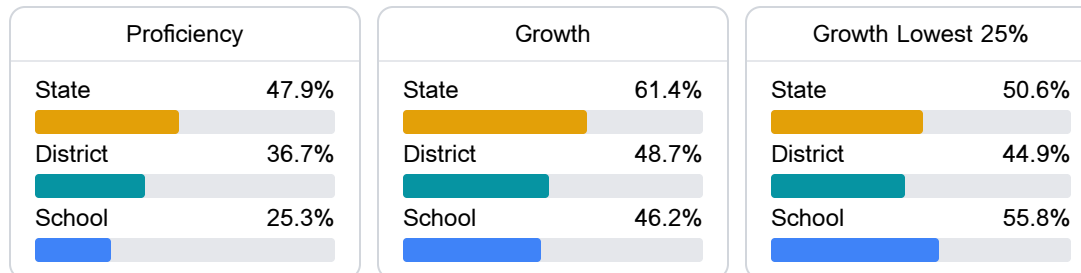 Proficiency
State 47.9%
District 36.7%
School 25.3%
Growth
State 61.4%
District 48.7%
School 46.2%
Growth Lowest 25%
State 50.6%
District 44.9%
School 55.8%